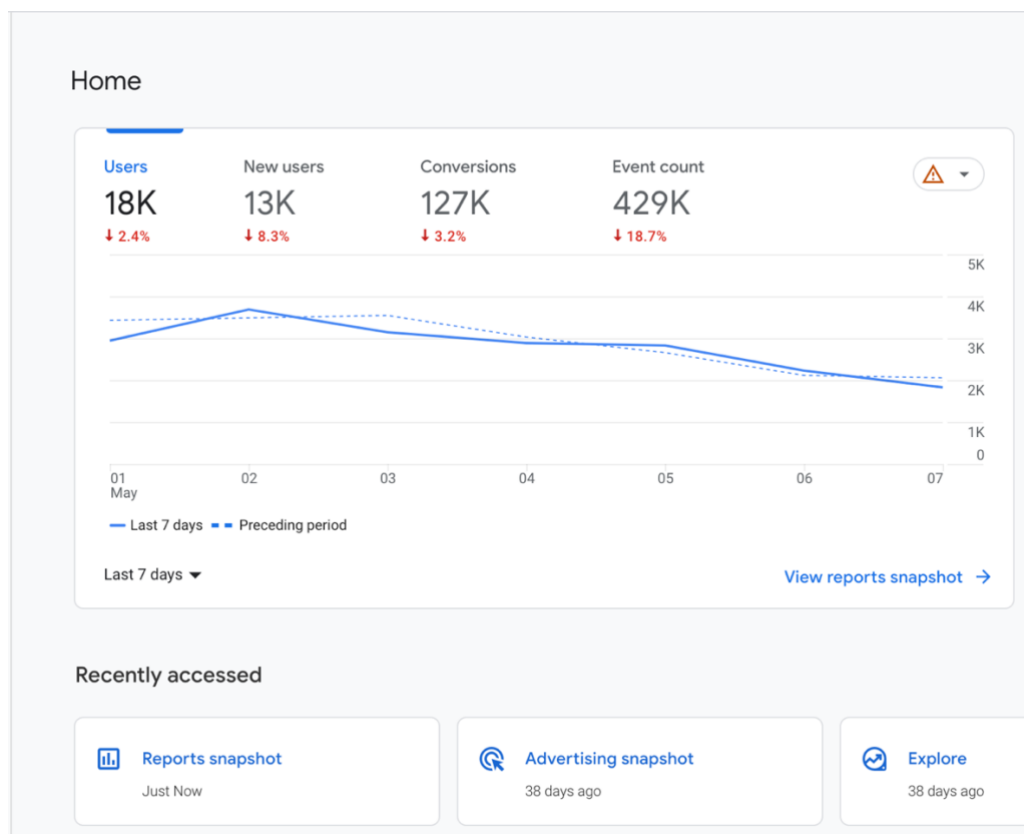 Home
Users New users Conversions Event count
18K 13K 127K 429K
↓ 2.4% ↓ 8.3% ↓ 3.2% ↓ 18.7%
5K
4K
3K
2K
1K
0
01 02 03 04 05 06 07
May
Last 7 days Preceding period
Last 7 days View reports snapshot →
Recently accessed
Reports snapshot Advertising snapshot Explore
Just Now 38 days ago 38 days ago